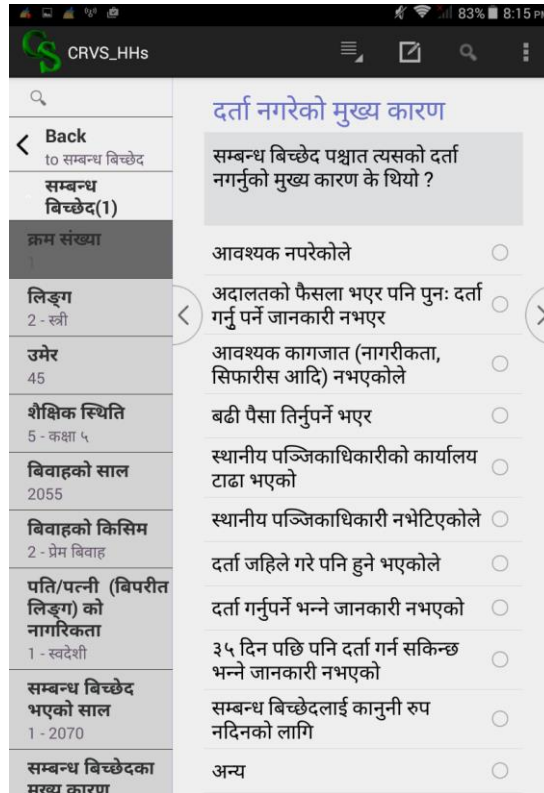 83% 8:15 PM
CRVS_HHs
Back
to सम्बन्ध बिच्छेद
सम्बन्ध
बिच्छेद(1)
क्रम संख्या
1
लिङ्ग
2 - स्त्री
उमेर
45
शैक्षिक स्थिति
5 - कक्षा ५
बिवाहको साल
2055
बिवाहको किसिम
2 - प्रेम बिवाह
पति/पत्नी (बिपरीत
लिङ्ग) को
नागरिकता
1 - स्वदेशी
सम्बन्ध बिच्छेद
भएको साल
1 - 2070
सम्बन्ध बिच्छेदका
मुख्य कारण
दर्ता नगरेको मुख्य कारण
सम्बन्ध बिच्छेद पश्चात त्यसको दर्ता
नगर्नुको मुख्य कारण के थियो ?
आवश्यक नपरेकोले
अदालतको फैसला भएर पनि पुनः दर्ता
गर्नु पर्ने जानकारी नभएर
आवश्यक कागजात (नागरीकता,
सिफारीस आदि) नभएकोले
बढी पैसा तिर्नुपर्ने भएर
स्थानीय पञ्जिकाधिकारीको कार्यालय
टाढा भएको
स्थानीय पञ्जिकाधिकारी नभेटिएकोले
दर्ता जहिले गरे पनि हुने भएकोले
दर्ता गर्नुपर्ने भन्ने जानकारी नभएको
३५ दिन पछि पनि दर्ता गर्न सकिन्छ
भन्ने जानकारी नभएको
सम्बन्ध बिच्छेदलाई कानुनी रुप
नदिनको लागि
अन्य